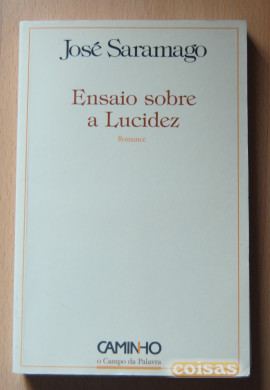 José Saramago
Ensaio sobre
a Lucidez
Romance
CAMINHO
o Campo da Palavra
coisas